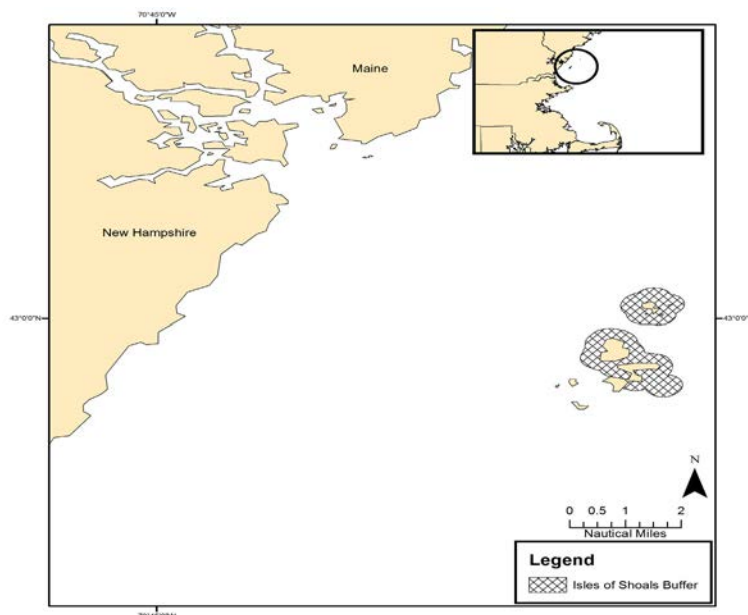 70°45'0"W
Maine
New Hampshire
43°0'0"N
43°0'0"N
N
0 0.5 1 2
Nautical Miles
Legend
Isles of Shoals Buffer